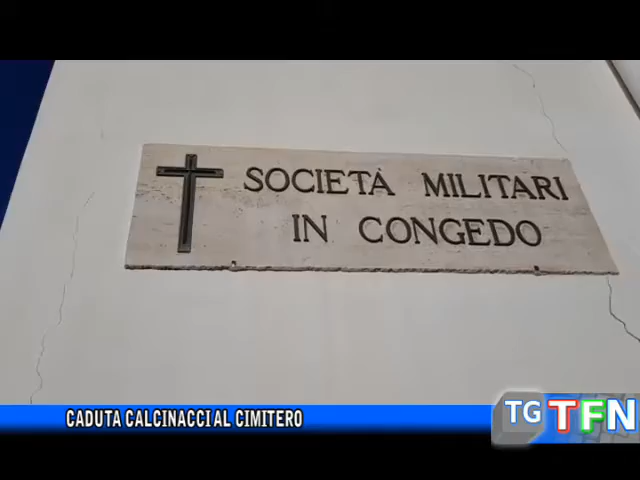 SOCIETÀ MILITARI
IN CONGEDO
CADUTA CALCINACCI AL CIMITERO
TG TFN